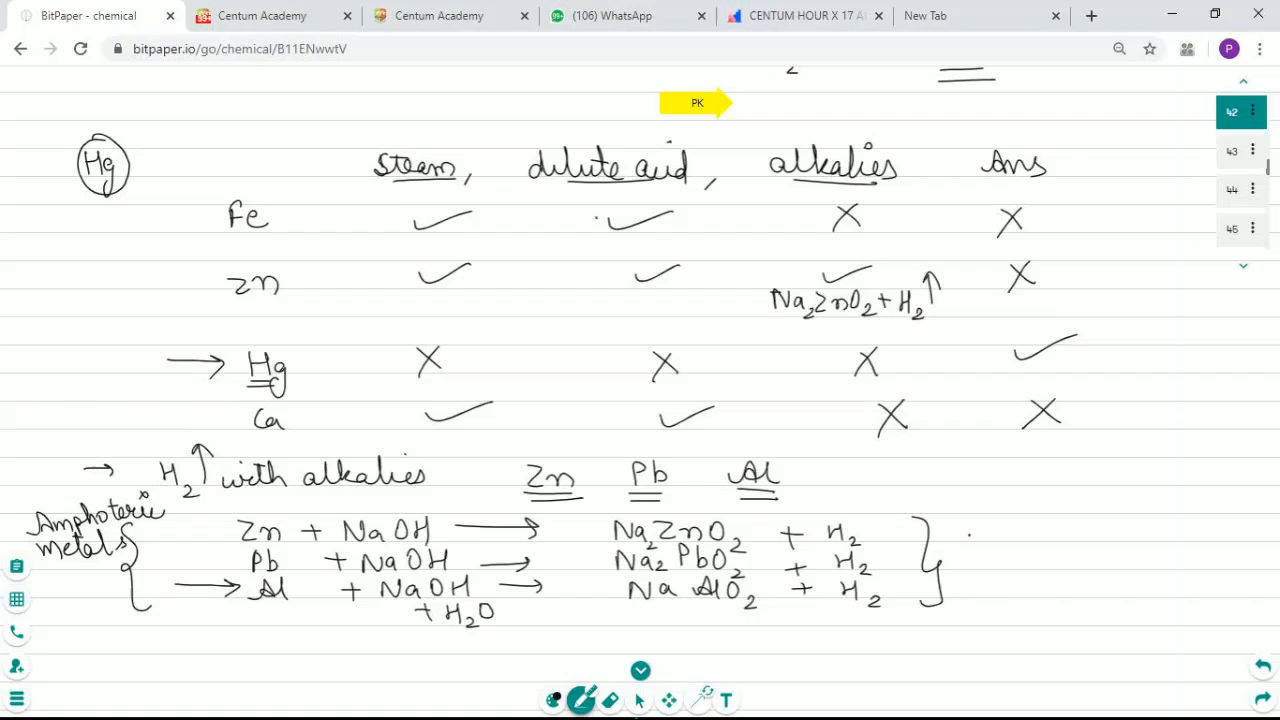 BitPaper - chemical
Centum Academy
Centum Academy
(106) WhatsApp
CENTUM HOUR X 17 A
New Tab
bitpaper.io/go/chemical/B11ENwwtV
P
2
PK
42
43
44
45
Hg steam, dilute acid, alkalies Ans
Fe ✓ ✓ X X
Zn ✓ ✓ ✓ X
Na2ZnO2 + H2 ↑
→ Hg X X X ✓
Ca ✓ ✓ X X
→ H2 ↑ with alkalies Zn Pb Al
Amphoteric
metals
Zn + NaOH → Na2ZnO2 + H2
Pb + NaOH → Na2PbO2 + H2
→ Al + NaOH → NaAlO2 + H2
+ H2O
T